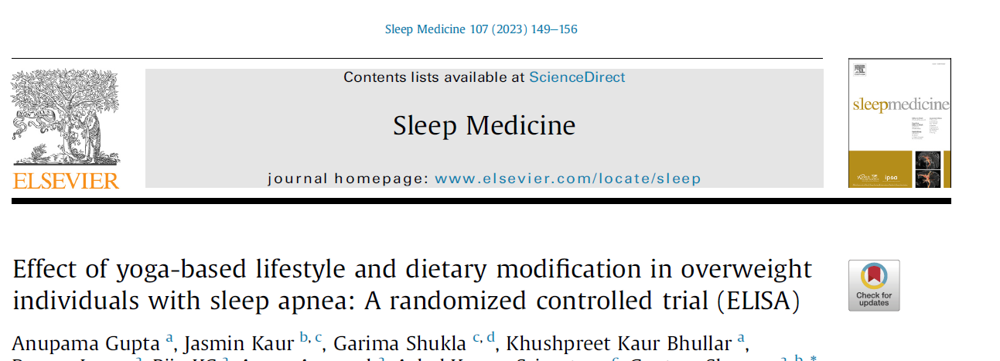 Sleep Medicine 107 (2023) 149–156
Contents lists available at ScienceDirect
Sleep Medicine
journal homepage: www.elsevier.com/locate/sleep
ELSEVIER
sleepmedicine
ipsa
Effect of yoga-based lifestyle and dietary modification in overweight
individuals with sleep apnea: A randomized controlled trial (ELISA)
Check for
updates
Anupama Gupta a, Jasmin Kaur b, c, Garima Shukla c, d, Khushpreet Kaur Bhullar a,